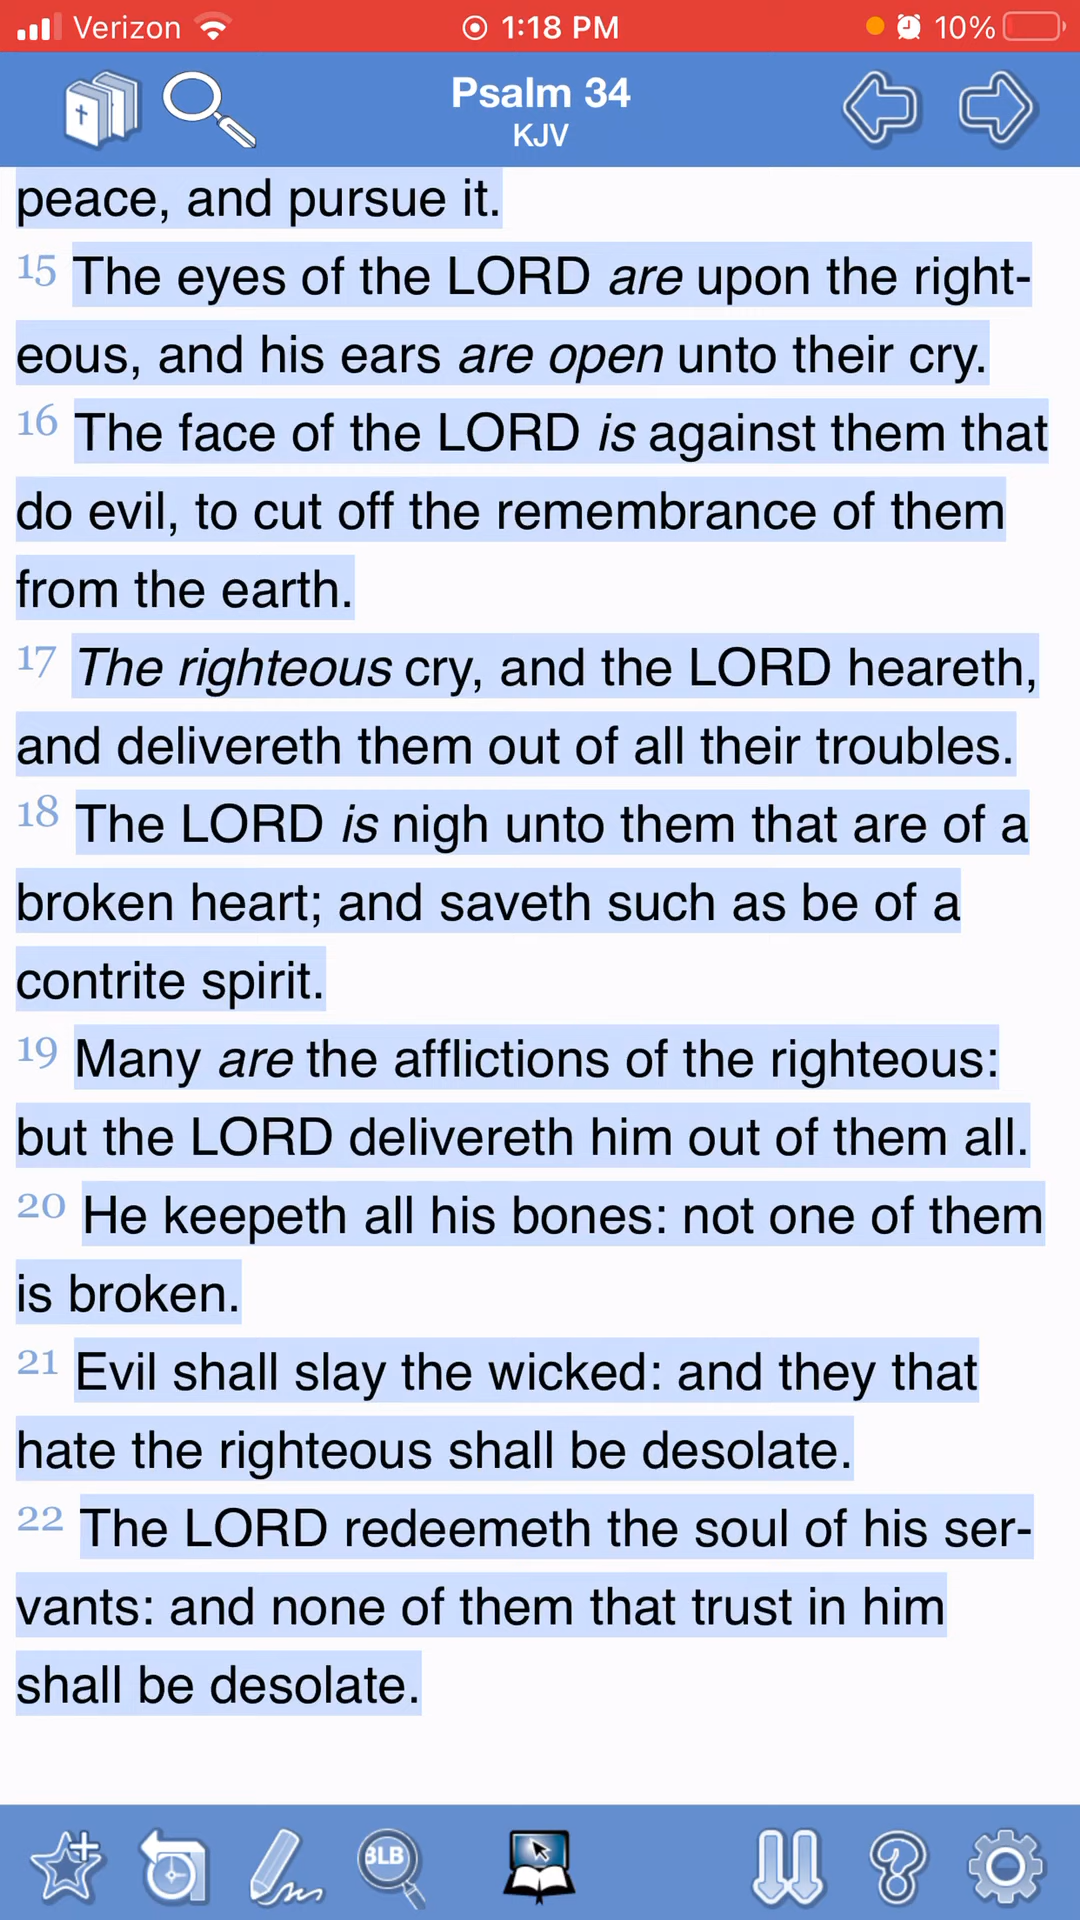 Verizon 1:18 PM 10%
Psalm 34
KJV
peace, and pursue it.
15 The eyes of the LORD are upon the right-
eous, and his ears are open unto their cry.
16 The face of the LORD is against them that
do evil, to cut off the remembrance of them
from the earth.
17 The righteous cry, and the LORD heareth,
and delivereth them out of all their troubles.
18 The LORD is nigh unto them that are of a
broken heart; and saveth such as be of a
contrite spirit.
19 Many are the afflictions of the righteous:
but the LORD delivereth him out of them all.
20 He keepeth all his bones: not one of them
is broken.
21 Evil shall slay the wicked: and they that
hate the righteous shall be desolate.
22 The LORD redeemeth the soul of his ser-
vants: and none of them that trust in him
shall be desolate.
BLB